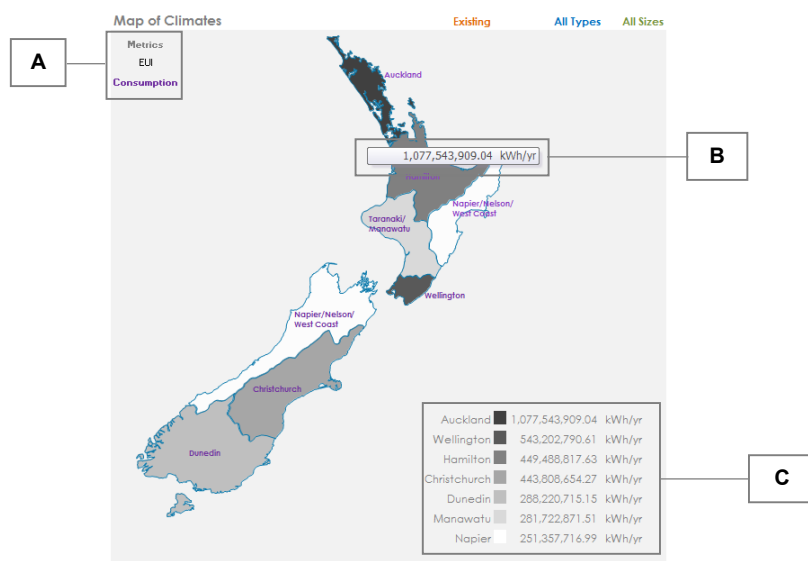 Map of Climates
Existing
All Types
All Sizes
A
Metrics
EUI
Consumption
Auckland
B
1,077,543,909.04 kWh/yr
Hamilton
Napier/Nelson/
West Coast
Taranaki/
Manawatu
Wellington
Napier/Nelson/
West Coast
Christchurch
Dunedin
C
Auckland 1,077,543,909.04 kWh/yr
Wellington 543,202,790.61 kWh/yr
Hamilton 449,488,817.63 kWh/yr
Christchurch 443,808,654.27 kWh/yr
Dunedin 288,220,715.15 kWh/yr
Manawatu 281,722,871.51 kWh/yr
Napier 251,357,716.99 kWh/yr